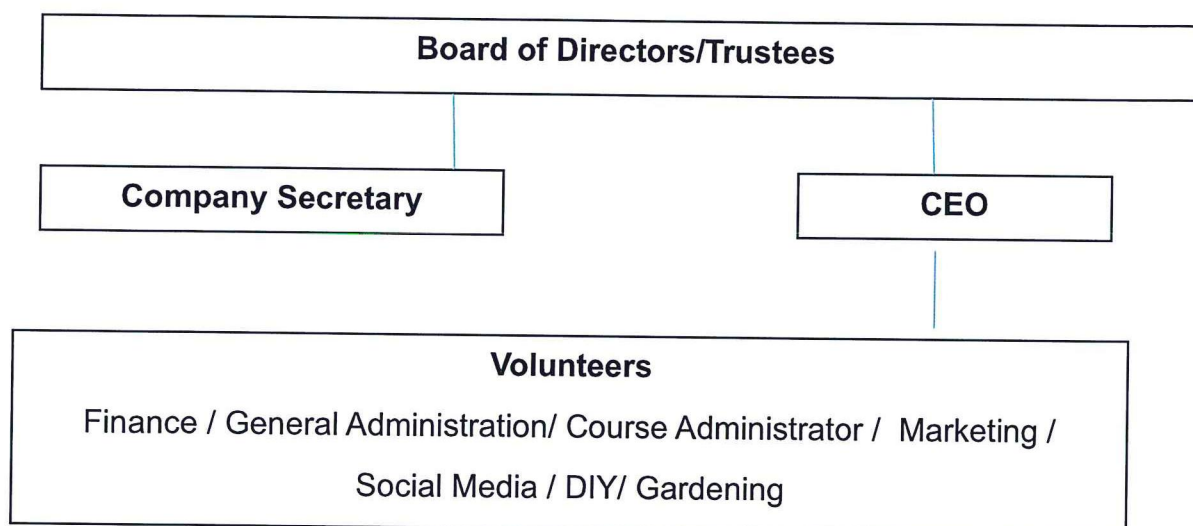 Board of Directors/Trustees
Company Secretary
CEO
Volunteers
Finance / General Administration/ Course Administrator / Marketing /
Social Media / DIY/ Gardening